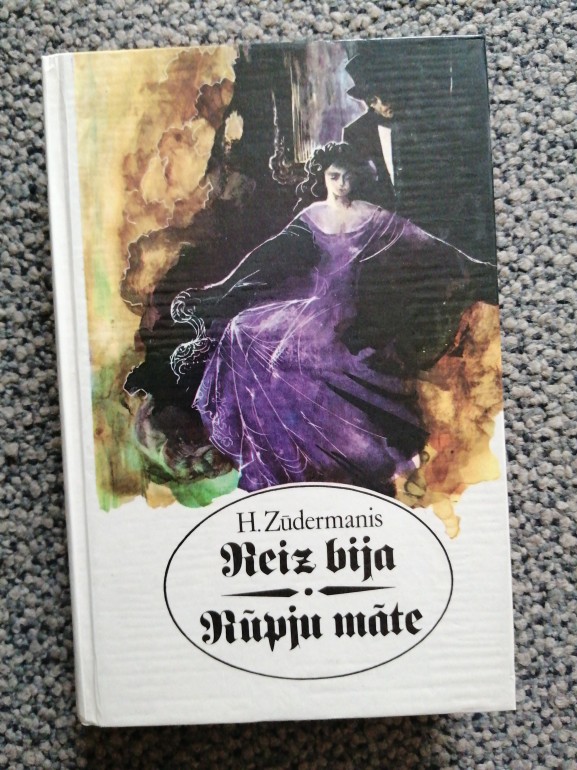 H. Zūdermanis
Reiz bija
Rūpju māte